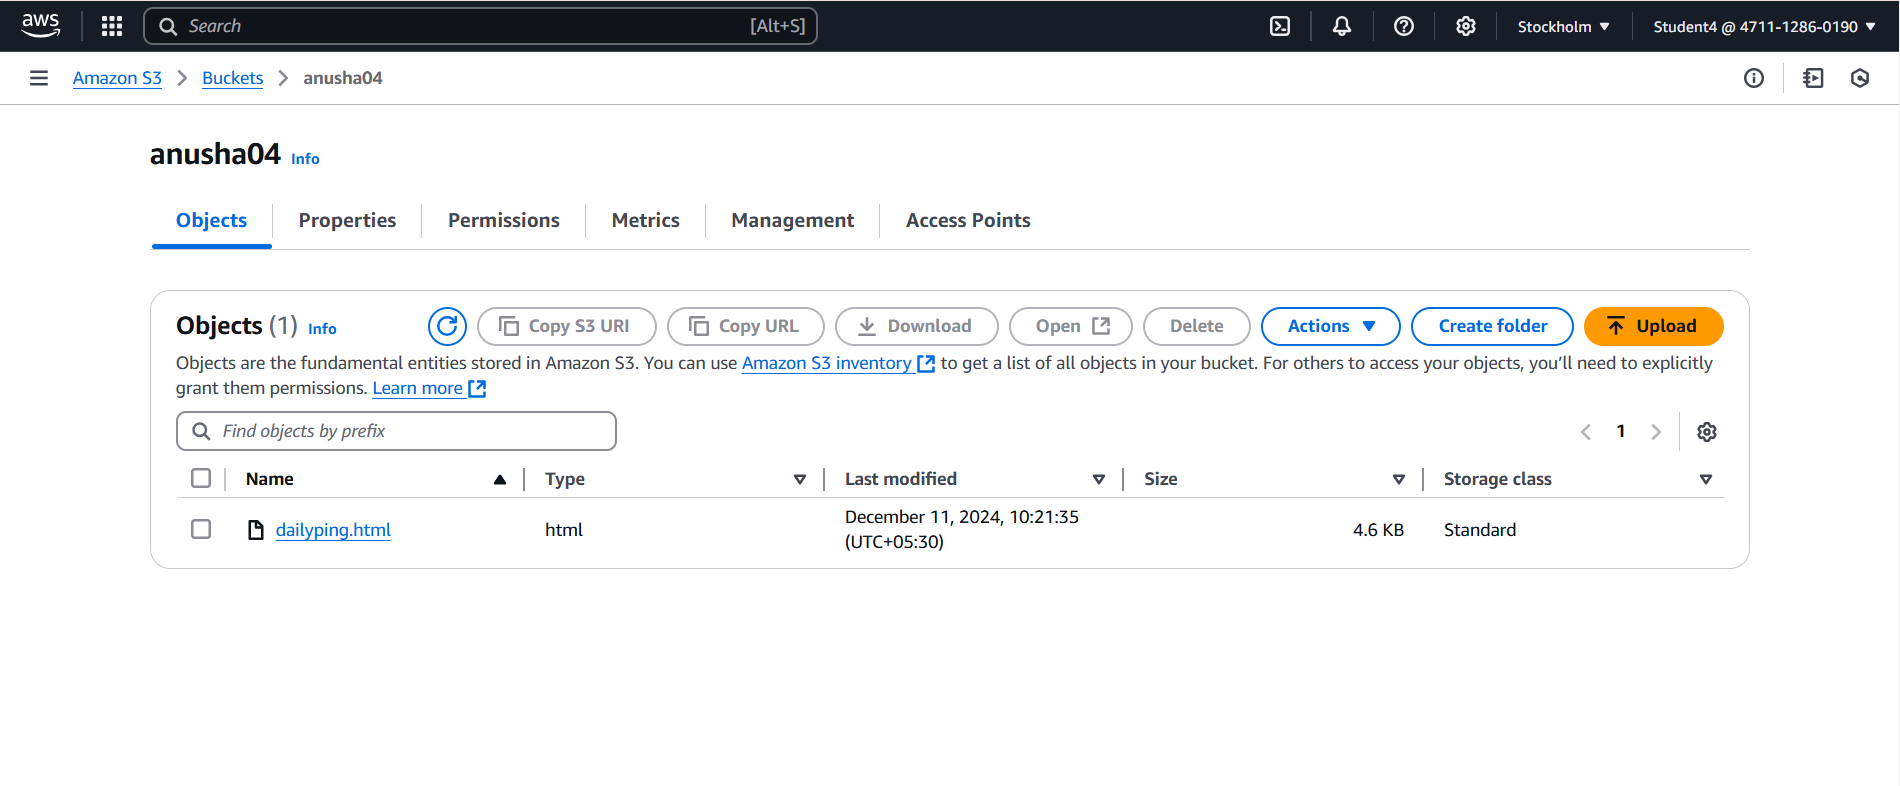 aws Search [Alt+S] Stockholm Student4 @ 4711-1286-0190
Amazon S3 Buckets anusha04
anusha04 Info
Objects Properties Permissions Metrics Management Access Points
Objects (1) Info Copy S3 URI Copy URL Download Open Delete Actions Create folder Upload
Objects are the fundamental entities stored in Amazon S3. You can use Amazon S3 inventory to get a list of all objects in your bucket. For others to access your objects, you’ll need to explicitly
grant them permissions. Learn more
Find objects by prefix 1
Name Type Last modified Size Storage class
dailyping.html html December 11, 2024, 10:21:35 (UTC+05:30) 4.6 KB Standard